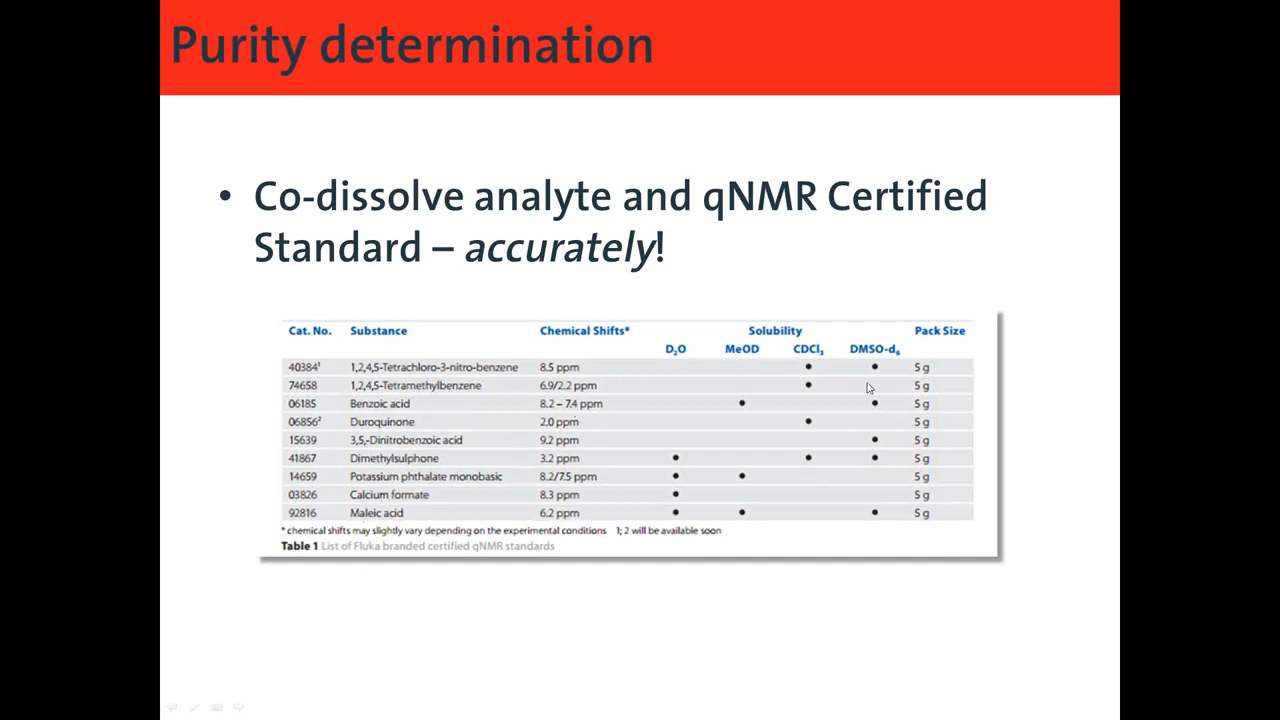 Purity determination
• Co-dissolve analyte and qNMR Certified
Standard – accurately!
Cat. No. Substance Chemical Shifts* Solubility Pack Size
D₂O MeOD CDCl₃ DMSO-d₆
40384¹ 1,2,4,5-Tetrachloro-3-nitro-benzene 8.5 ppm • • 5 g
74658 1,2,4,5-Tetramethylbenzene 6.9/2.2 ppm • 5 g
06185 Benzoic acid 8.2 – 7.4 ppm • • 5 g
06856² Duroquinone 2.0 ppm • 5 g
15639 3,5,-Dinitrobenzoic acid 9.2 ppm • 5 g
41867 Dimethylsulphone 3.2 ppm • • • 5 g
14659 Potassium phthalate monobasic 8.2/7.5 ppm • • 5 g
03826 Calcium formate 8.3 ppm • 5 g
92816 Maleic acid 6.2 ppm • • • 5 g
* chemical shifts may slightly vary depending on the experimental conditions 1; 2 will be available soon
Table 1 List of Fluka branded certified qNMR standards